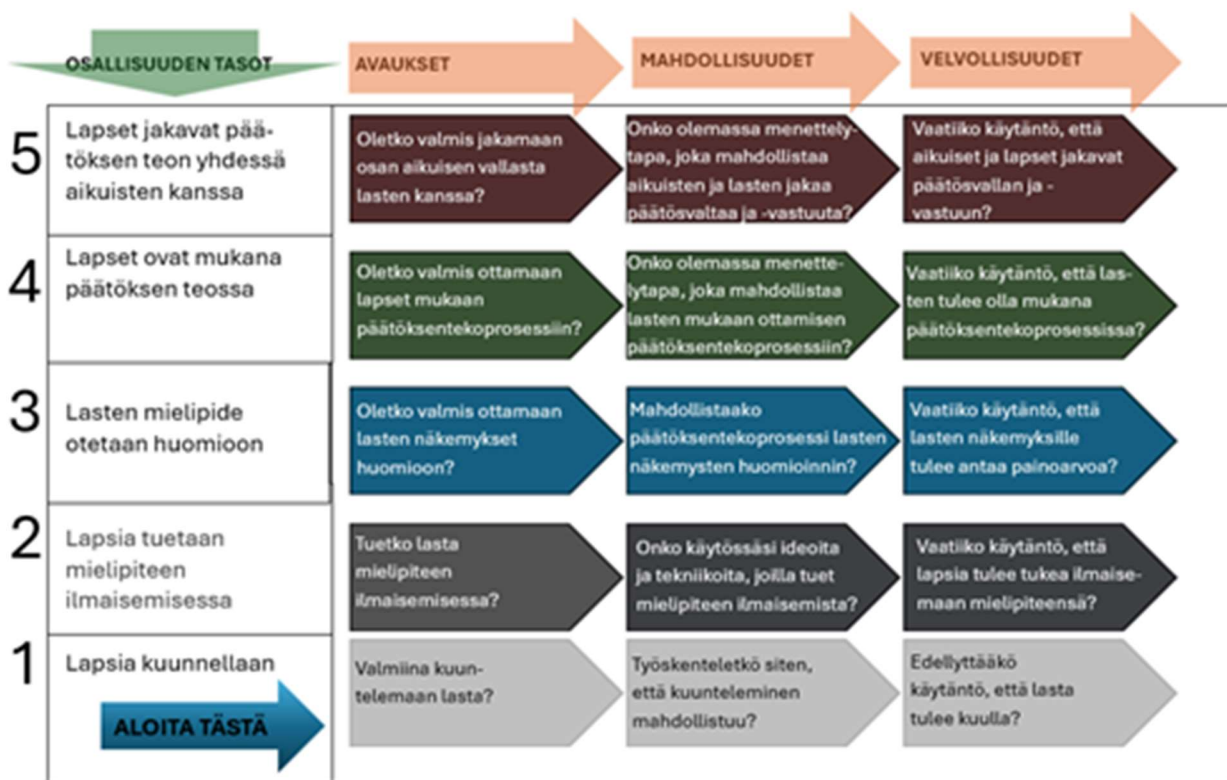 OSALLISUUDEN TASOT
AVAUKSET
MAHDOLLISUUDET
VELVOLLISUUDET
5
Lapset jakavat pää-
töksen teon yhdessä
aikuisten kanssa
Oletko valmis jakamaan
osan aikuisen vallasta
lasten kanssa?
Onko olemassa menettely-
tapa, joka mahdollistaa
aikuisten ja lasten jakaa
päätösvaltaa ja -vastuuta?
Vaatiiko käytäntö, että
aikuiset ja lapset jakavat
päätösvallan ja -
vastuun?
4
Lapset ovat mukana
päätöksen teossa
Oletko valmis ottamaan
lapset mukaan
päätöksentekoprosessiin?
Onko olemassa menette-
lytapa, joka mahdollistaa
lasten mukaan ottamisen
päätöksentekoprosessiin?
Vaatiiko käytäntö, että las-
ten tulee olla mukana
päätöksentekoprosessissa?
3
Lasten mielipide
otetaan huomioon
Oletko valmis ottamaan
lasten näkemykset
huomioon?
Mahdollistaako
päätöksentekoprosessi lasten
näkemysten huomioinnin?
Vaatiiko käytäntö, että
lasten näkemyksille
tulee antaa painoarvoa?
2
Lapsia tuetaan
mielipiteen
ilmaisemisessa
Tuetko lasta
mielipiteen
ilmaisemisessa?
Onko käytössäsi ideoita
ja tekniikoita, joilla tuet
mielipiteen ilmaisemista?
Vaatiiko käytäntö, että
lapsia tulee tukea ilmaise-
maan mielipiteensä?
1
Lapsia kuunnellaan
ALOITA TÄSTÄ
Valmiina kuun-
telemaan lasta?
Työskenteletkö siten,
että kuunteleminen
mahdollistuu?
Edellyttääkö
käytäntö, että lasta
tulee kuulla?